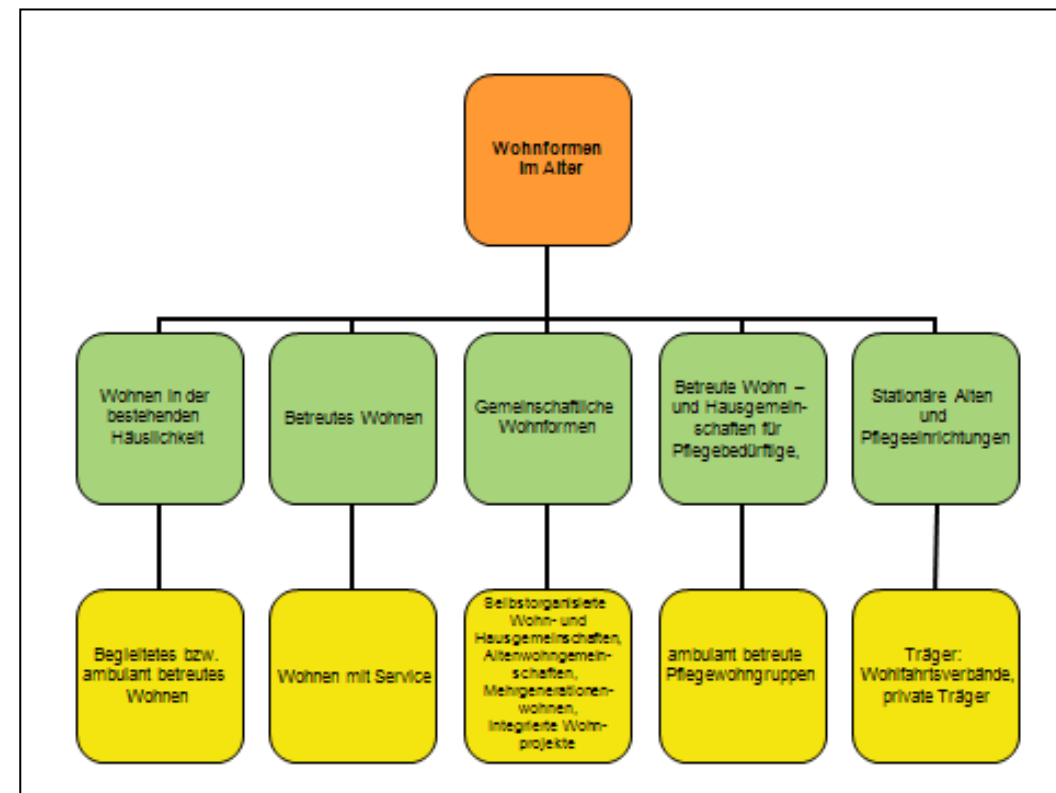 Wohnformen
im Alter
Wohnen in der
bestehenden
Häuslichkeit
Betreutes Wohnen
Gemeinschaftliche
Wohnformen
Betreute Wohn –
und Hausgemein-
schaften für
Pflegebedürftige,
Stationäre Alten
und
Pflegeeinrichtungen
Begleitetes bzw.
ambulant betreutes
Wohnen
Wohnen mit Service
Selbstorganisierte
Wohn- und
Hausgemeinschaften,
Altenwohngemein-
schaften,
Mehrgenerationen-
wohnen,
Integrierte Wohn-
projekte
ambulant betreute
Pflegewohngruppen
Träger:
Wohlfahrtsverbände,
private Träger